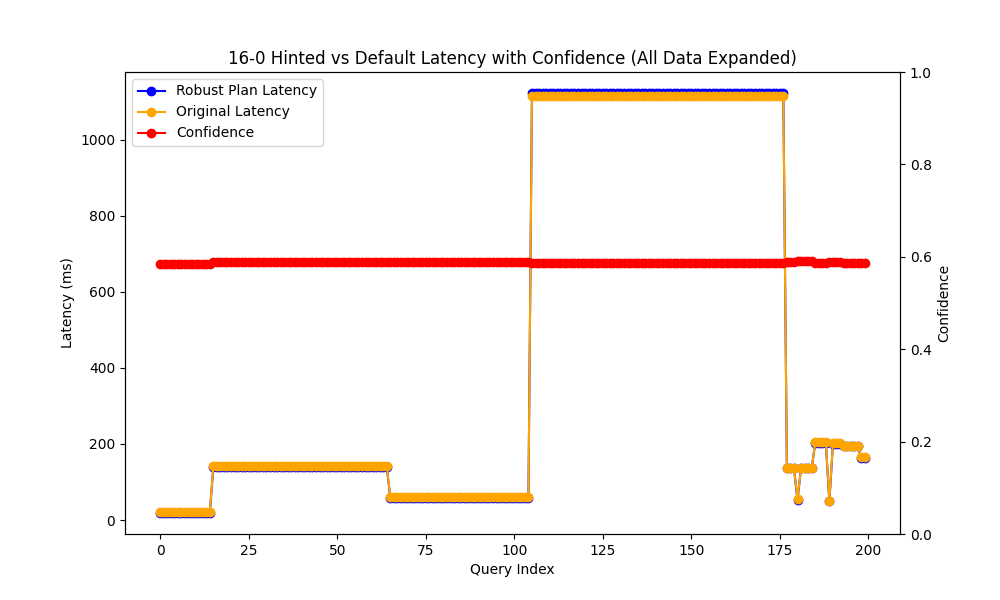 16-0 Hinted vs Default Latency with Confidence (All Data Expanded)
Robust Plan Latency
Original Latency
Confidence
Latency (ms)
1000
800
600
400
200
0
1.0
0.8
0.6
0.4
0.2
0.0
Confidence
0 25 50 75 100 125 150 175 200
Query Index